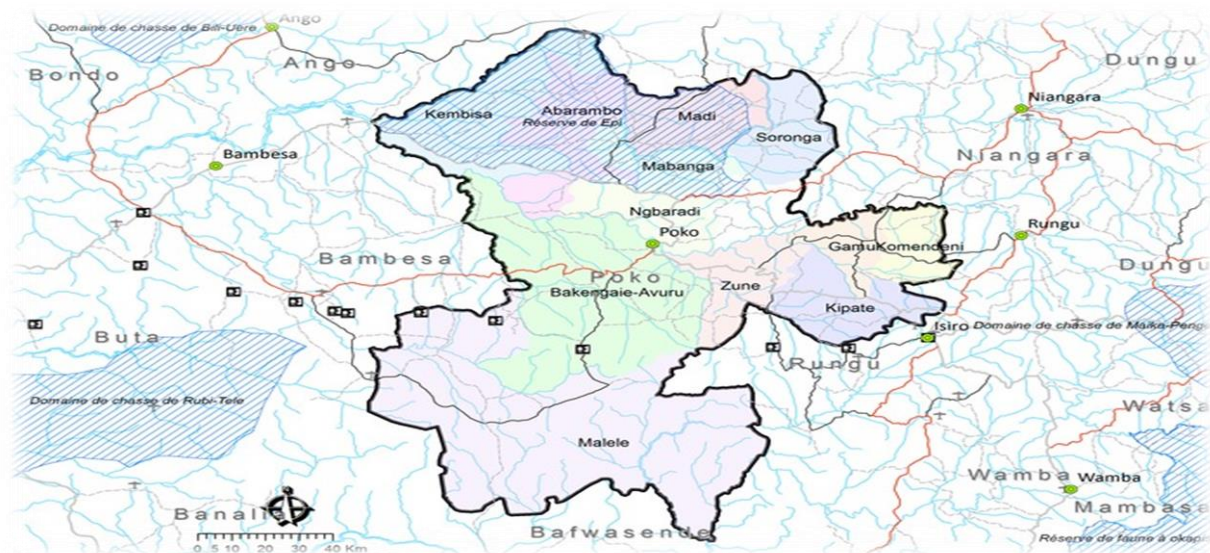 Ango
Domaine de chasse de Bili-Uere
Ango
Dungu
Bondo
Niangara
Kembisa
Abarambo
Réserve de Epi
Madi
Soronga
Bambesa
Mabanga
Niangara
Ngbaradi
Poko
Rungu
GamuKomendeni
Bambesa
Poko
Dungu
Bakengaie-Avuru
Zune
Kipate
Isiro
Domaine de chasse de Maika-Penge
Buta
Rungu
Domaine de chasse de Rubi-Tele
Watsa
Malele
Wamba
Wamba
Mambasa
Banalia
Bafwasende
0 5 10 20 30 40 Km
Réserve de faune à okapi